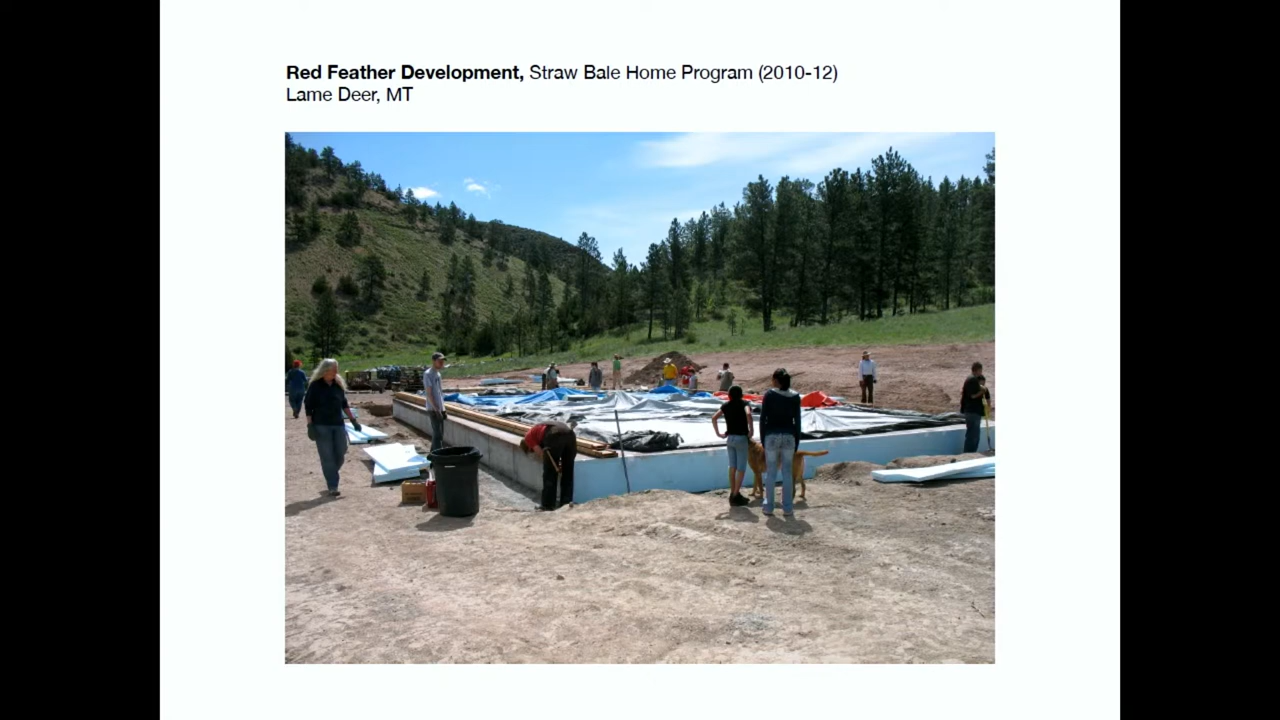 Red Feather Development, Straw Bale Home Program (2010-12)
Lame Deer, MT